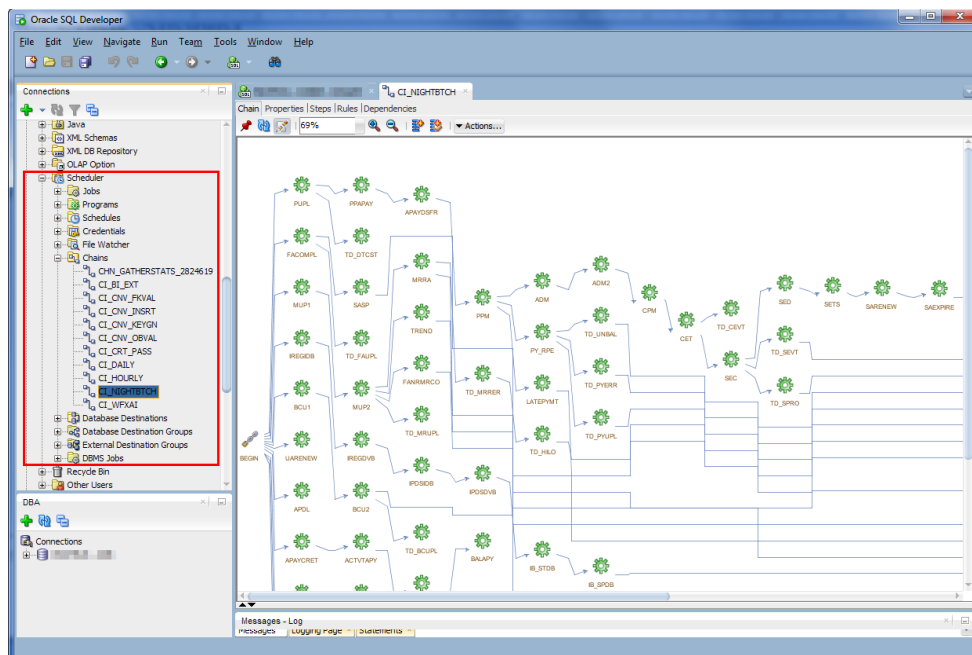 Oracle SQL Developer
File Edit View Navigate Run Team Tools Window Help
Connections
Java
XML Schemas
XML DB Repository
OLAP Option
Scheduler
Jobs
Programs
Schedules
Credentials
File Watcher
Chains
CHN_GATHERSTATS_2824619
CI_BI_EXT
CI_CNV_FKVAL
CI_CNV_INSRT
CI_CNV_KEYGN
CI_CNV_OBVAL
CI_CRT_PASS
CI_DAILY
CI_HOURLY
CI_NIGHTBTCH
CI_WFXAI
Database Destinations
Database Destination Groups
External Destination Groups
DBMS Jobs
Recycle Bin
Other Users
DBA
Connections
CI_NIGHTBTCH
Chain Properties Steps Rules Dependencies
69% Actions...
PUPL PPAPAY APAYDSFR
FACOMPL TD_DTCST
MRRA ADM ADM2
MUP1 SASP PPM CPM SED SETS SARENEW SAEXPIRE
IREGIDB TD_FAUPL TREND PY_RPE TD_UNBAL CET TD_CEVT TD_SEVT
BCU1 MUP2 FANRMRCD TD_MRRER LATEPYMT TD_PYERR SEC TD_SPRO
BEGIN UARENEW IREGDVB TD_MRUPL TD_HILO TD_PYUPL
IPDSIDB IPDSDVB
APDL BCU2
APAYCRET ACTVTAPY TD_BCUPL BALAPY IB_STDB IB_SPDB
Messages - Log
Messages Logging Page Statements